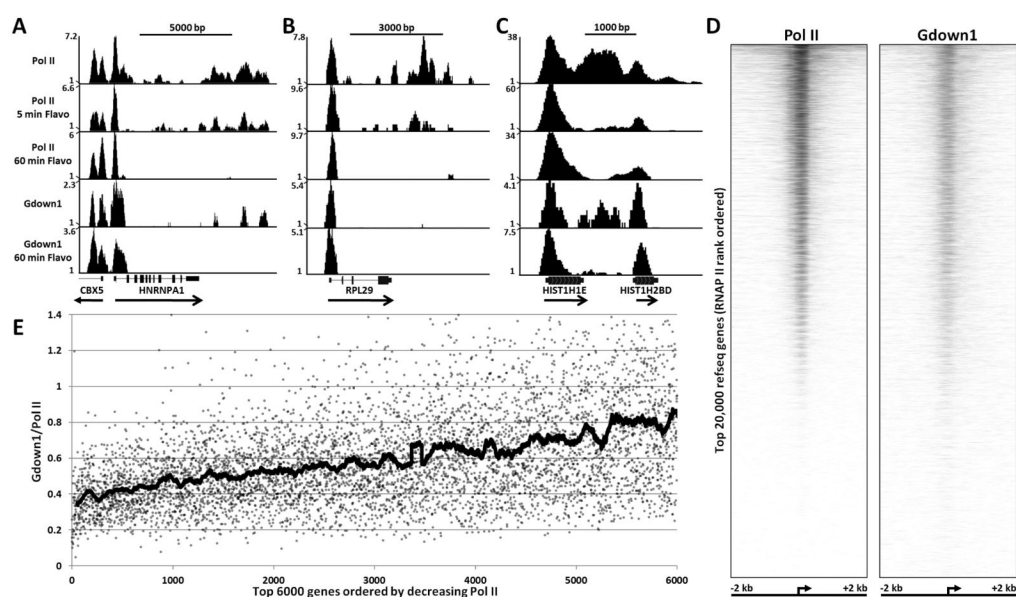 A
5000 bp
B
3000 bp
C
1000 bp
D
Pol II
Gdown1
Pol II
7.2
1
7.8
1
38
1
Pol II
5 min Flavo
6.6
1
9.6
1
60
1
Pol II
60 min Flavo
6
1
9.7
1
34
1
Gdown1
2.3
1
5.4
1
4.1
1
Gdown1
60 min Flavo
3.6
1
5.1
1
7.5
1
CBX5
HNRNPA1
RPL29
HIST1H1E
HIST1H2BD
Top 20,000 refseq genes (RNAP II rank ordered)
-2 kb
+2 kb
-2 kb
+2 kb
E
Gdown1/Pol II
1.4
1.2
1
0.8
0.6
0.4
0.2
0
0
1000
2000
3000
4000
5000
6000
Top 6000 genes ordered by decreasing Pol II